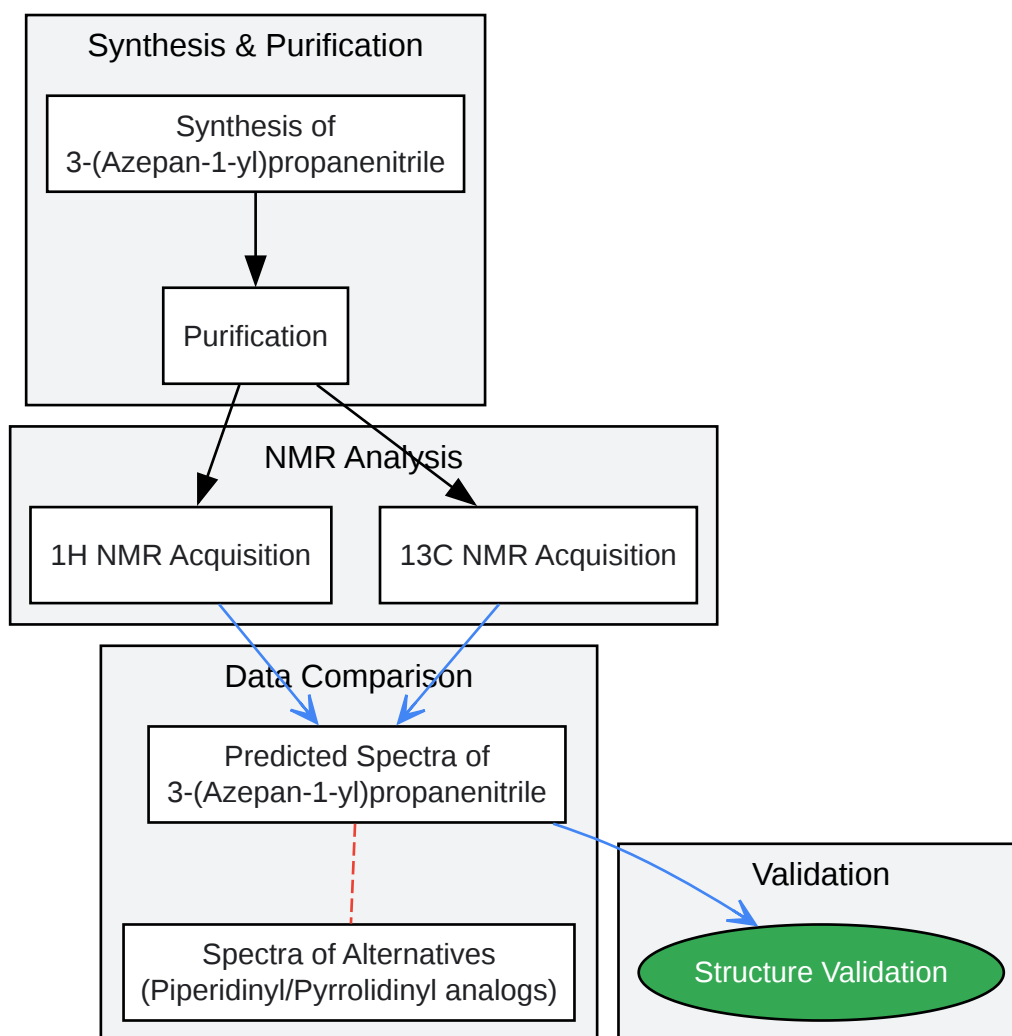 Synthesis & Purification
Synthesis of
3-(Azepan-1-yl)propanenitrile
Purification
NMR Analysis
1H NMR Acquisition
13C NMR Acquisition
Data Comparison
Predicted Spectra of
3-(Azepan-1-yl)propanenitrile
Validation
Spectra of Alternatives
(Piperidinyl/Pyrrolidinyl analogs)
Structure Validation